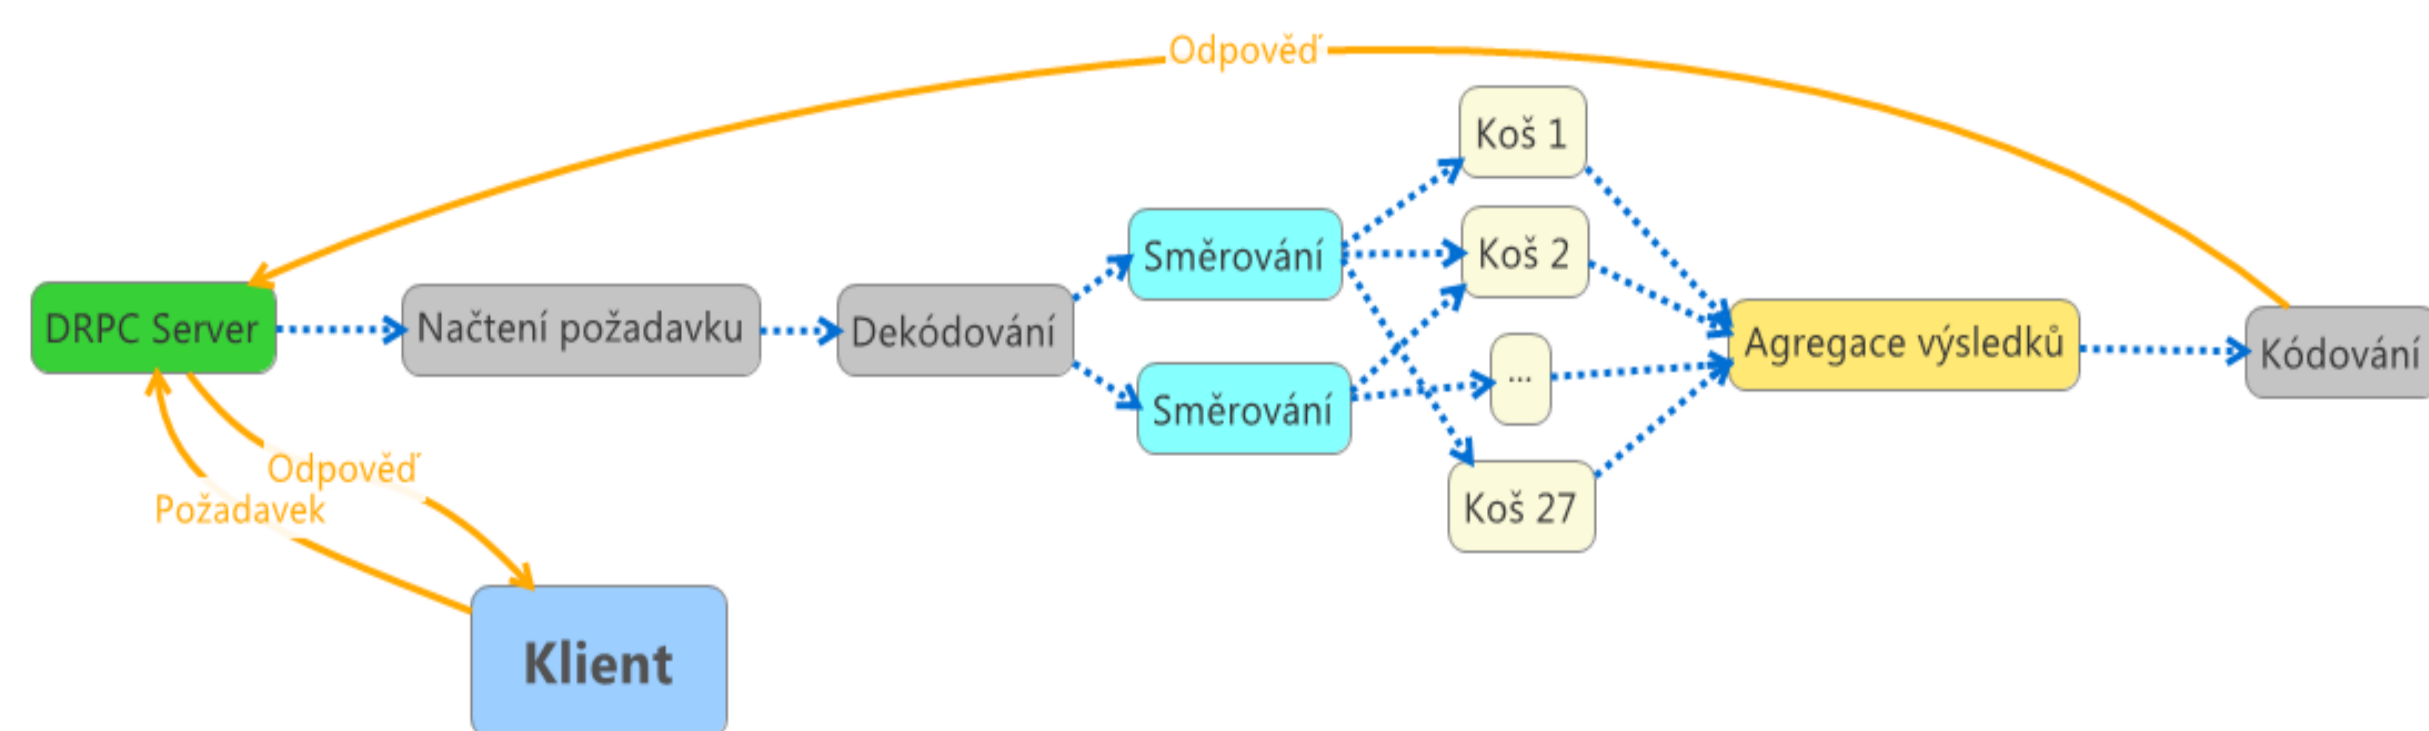 Odpověď
Koš 1
Směrování
Koš 2
DRPC Server
Načtení požadavku
Dekódování
Agregace výsledků
Kódování
...
Směrování
Odpověď
Požadavek
Koš 27
Klient